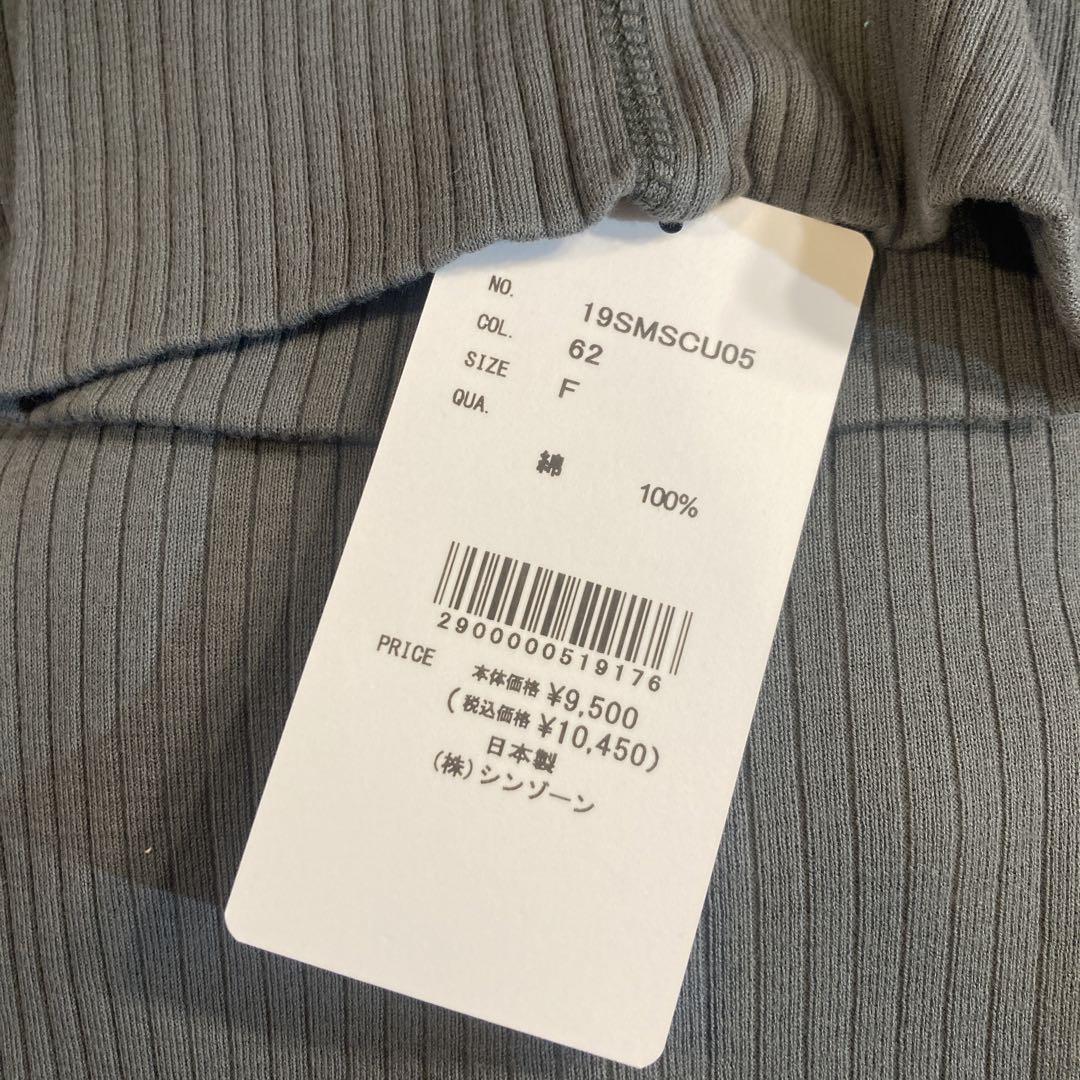 NO. 19SMSCU05
COL. 62
SIZE F
QUA.
綿 100%
2900000519176
PRICE 本体価格 ¥9,500
(税込価格 ¥10,450)
日本製
(株)シンゾーン